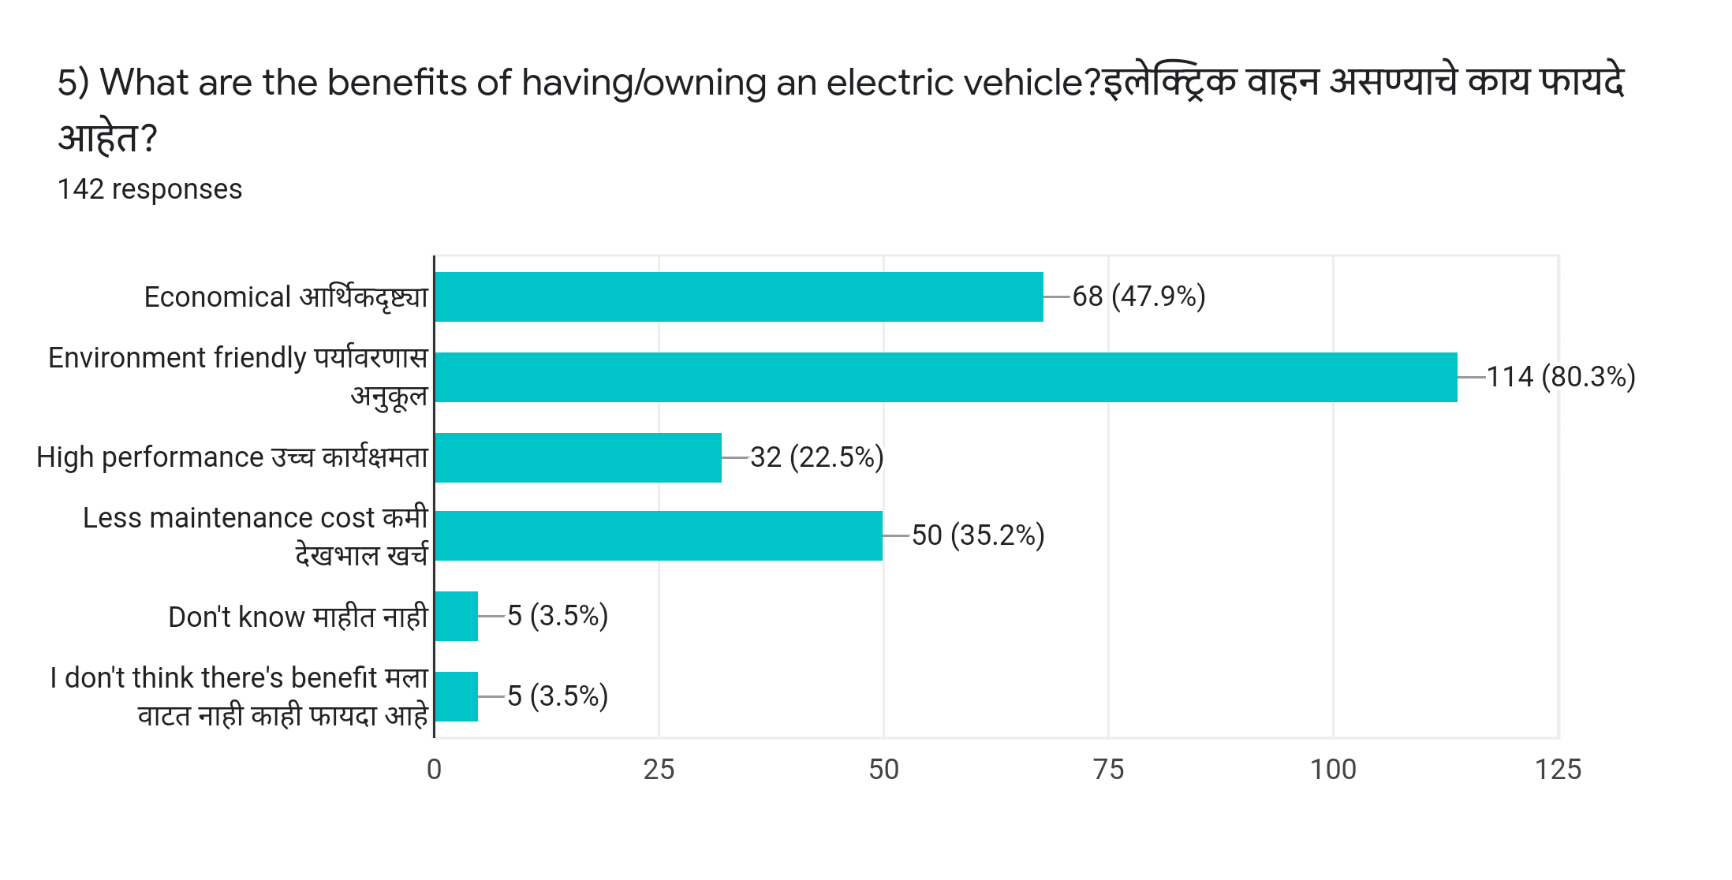 5) What are the benefits of having/owning an electric vehicle?इलेक्ट्रिक वाहन असण्याचे काय फायदे
आहेत?
142 responses
Economical आर्थिकदृष्ट्या
68 (47.9%)
Environment friendly पर्यावरणास
अनुकूल
114 (80.3%)
High performance उच्च कार्यक्षमता
32 (22.5%)
Less maintenance cost कमी
देखभाल खर्च
50 (35.2%)
Don't know माहीत नाही
5 (3.5%)
I don't think there's benefit मला
वाटत नाही काही फायदा आहे
5 (3.5%)
0 25 50 75 100 125